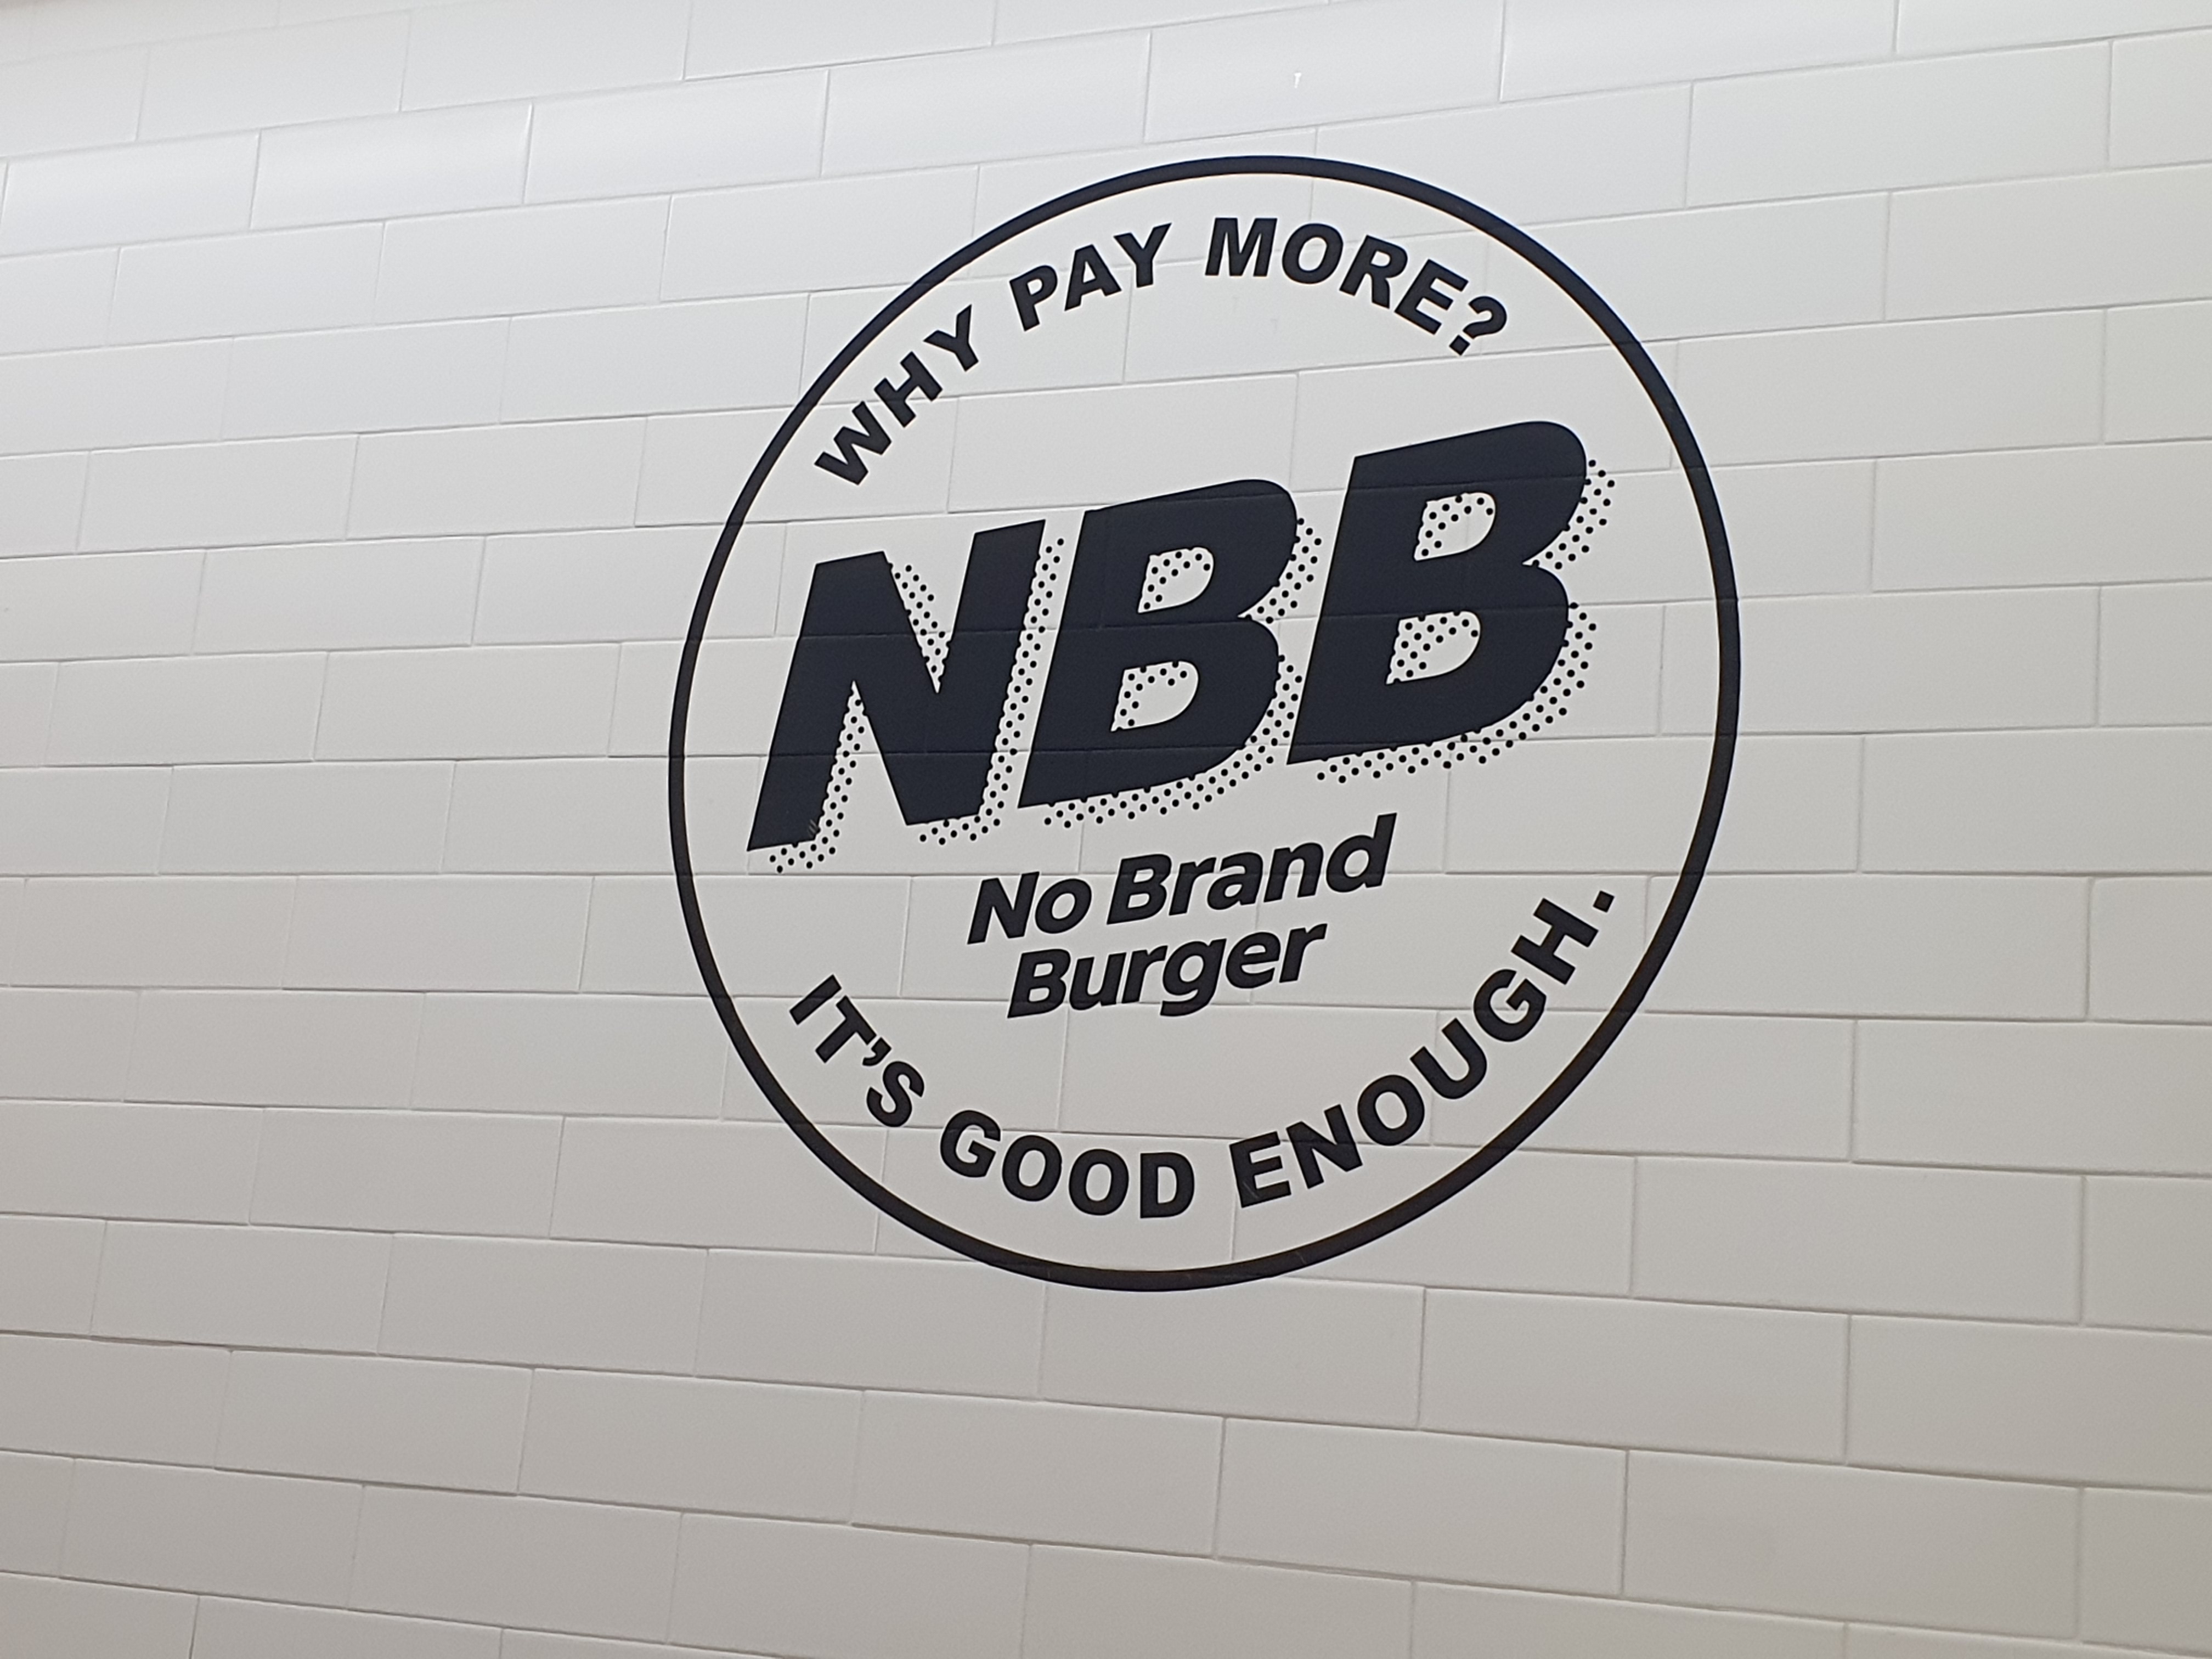 WHY PAY MORE?
NBB
No Brand
Burger
IT'S GOOD ENOUGH.